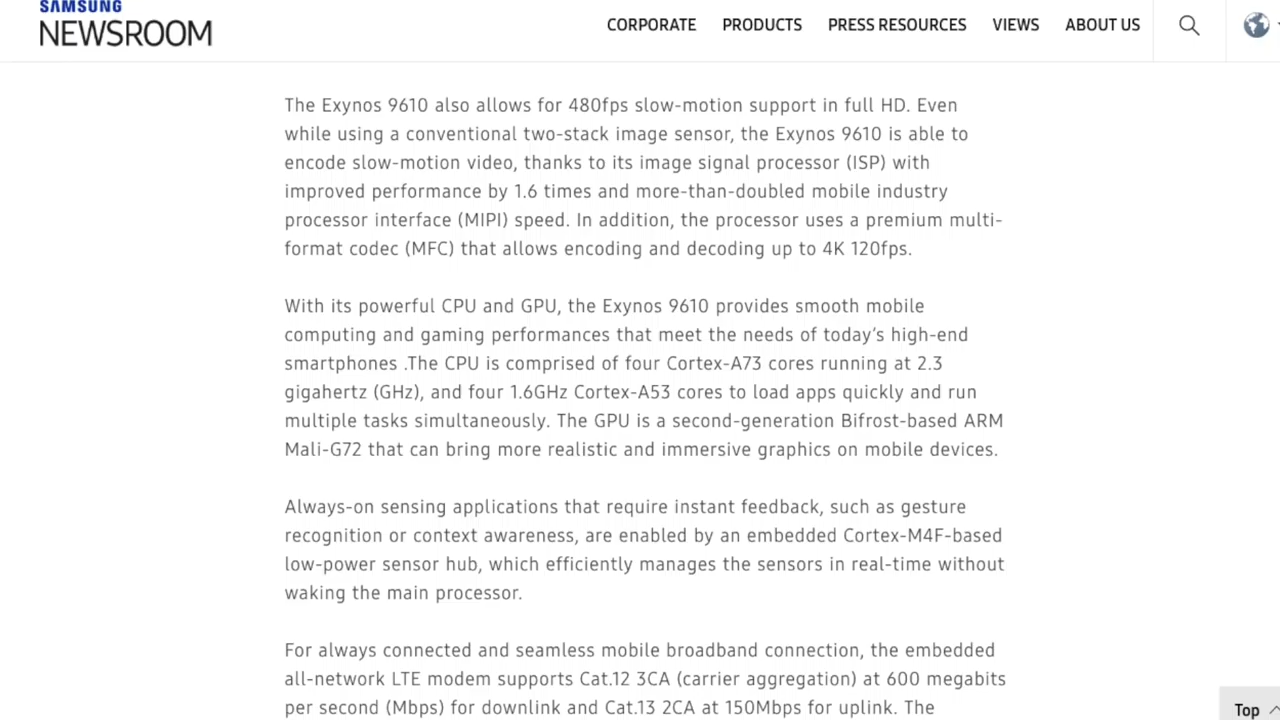 SAMSUNG
NEWSROOM
CORPORATE PRODUCTS PRESS RESOURCES VIEWS ABOUT US
The Exynos 9610 also allows for 480fps slow-motion support in full HD. Even
while using a conventional two-stack image sensor, the Exynos 9610 is able to
encode slow-motion video, thanks to its image signal processor (ISP) with
improved performance by 1.6 times and more-than-doubled mobile industry
processor interface (MIPI) speed. In addition, the processor uses a premium multi-
format codec (MFC) that allows encoding and decoding up to 4K 120fps.
With its powerful CPU and GPU, the Exynos 9610 provides smooth mobile
computing and gaming performances that meet the needs of today’s high-end
smartphones .The CPU is comprised of four Cortex-A73 cores running at 2.3
gigahertz (GHz), and four 1.6GHz Cortex-A53 cores to load apps quickly and run
multiple tasks simultaneously. The GPU is a second-generation Bifrost-based ARM
Mali-G72 that can bring more realistic and immersive graphics on mobile devices.
Always-on sensing applications that require instant feedback, such as gesture
recognition or context awareness, are enabled by an embedded Cortex-M4F-based
low-power sensor hub, which efficiently manages the sensors in real-time without
waking the main processor.
For always connected and seamless mobile broadband connection, the embedded
all-network LTE modem supports Cat.12 3CA (carrier aggregation) at 600 megabits
per second (Mbps) for downlink and Cat.13 2CA at 150Mbps for uplink. The
Top